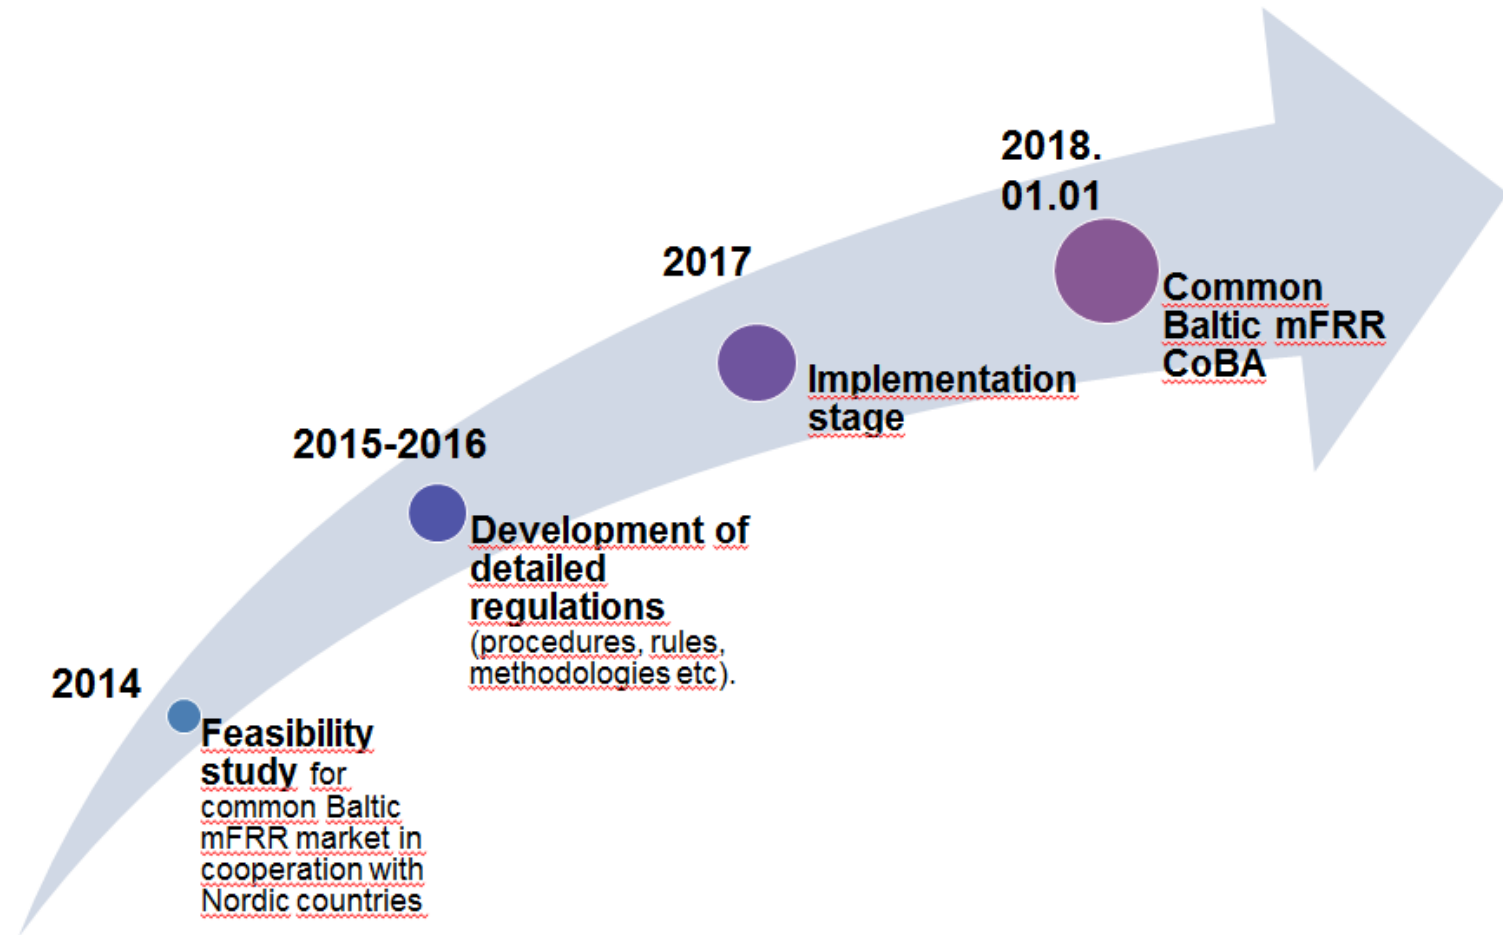 2014
Feasibility
study for
common Baltic
mFRR market in
cooperation with
Nordic countries
2015-2016
Development of
detailed
regulations
(procedures, rules,
methodologies etc).
2017
Implementation
stage
2018.
01.01
Common
Baltic mFRR
CoBA